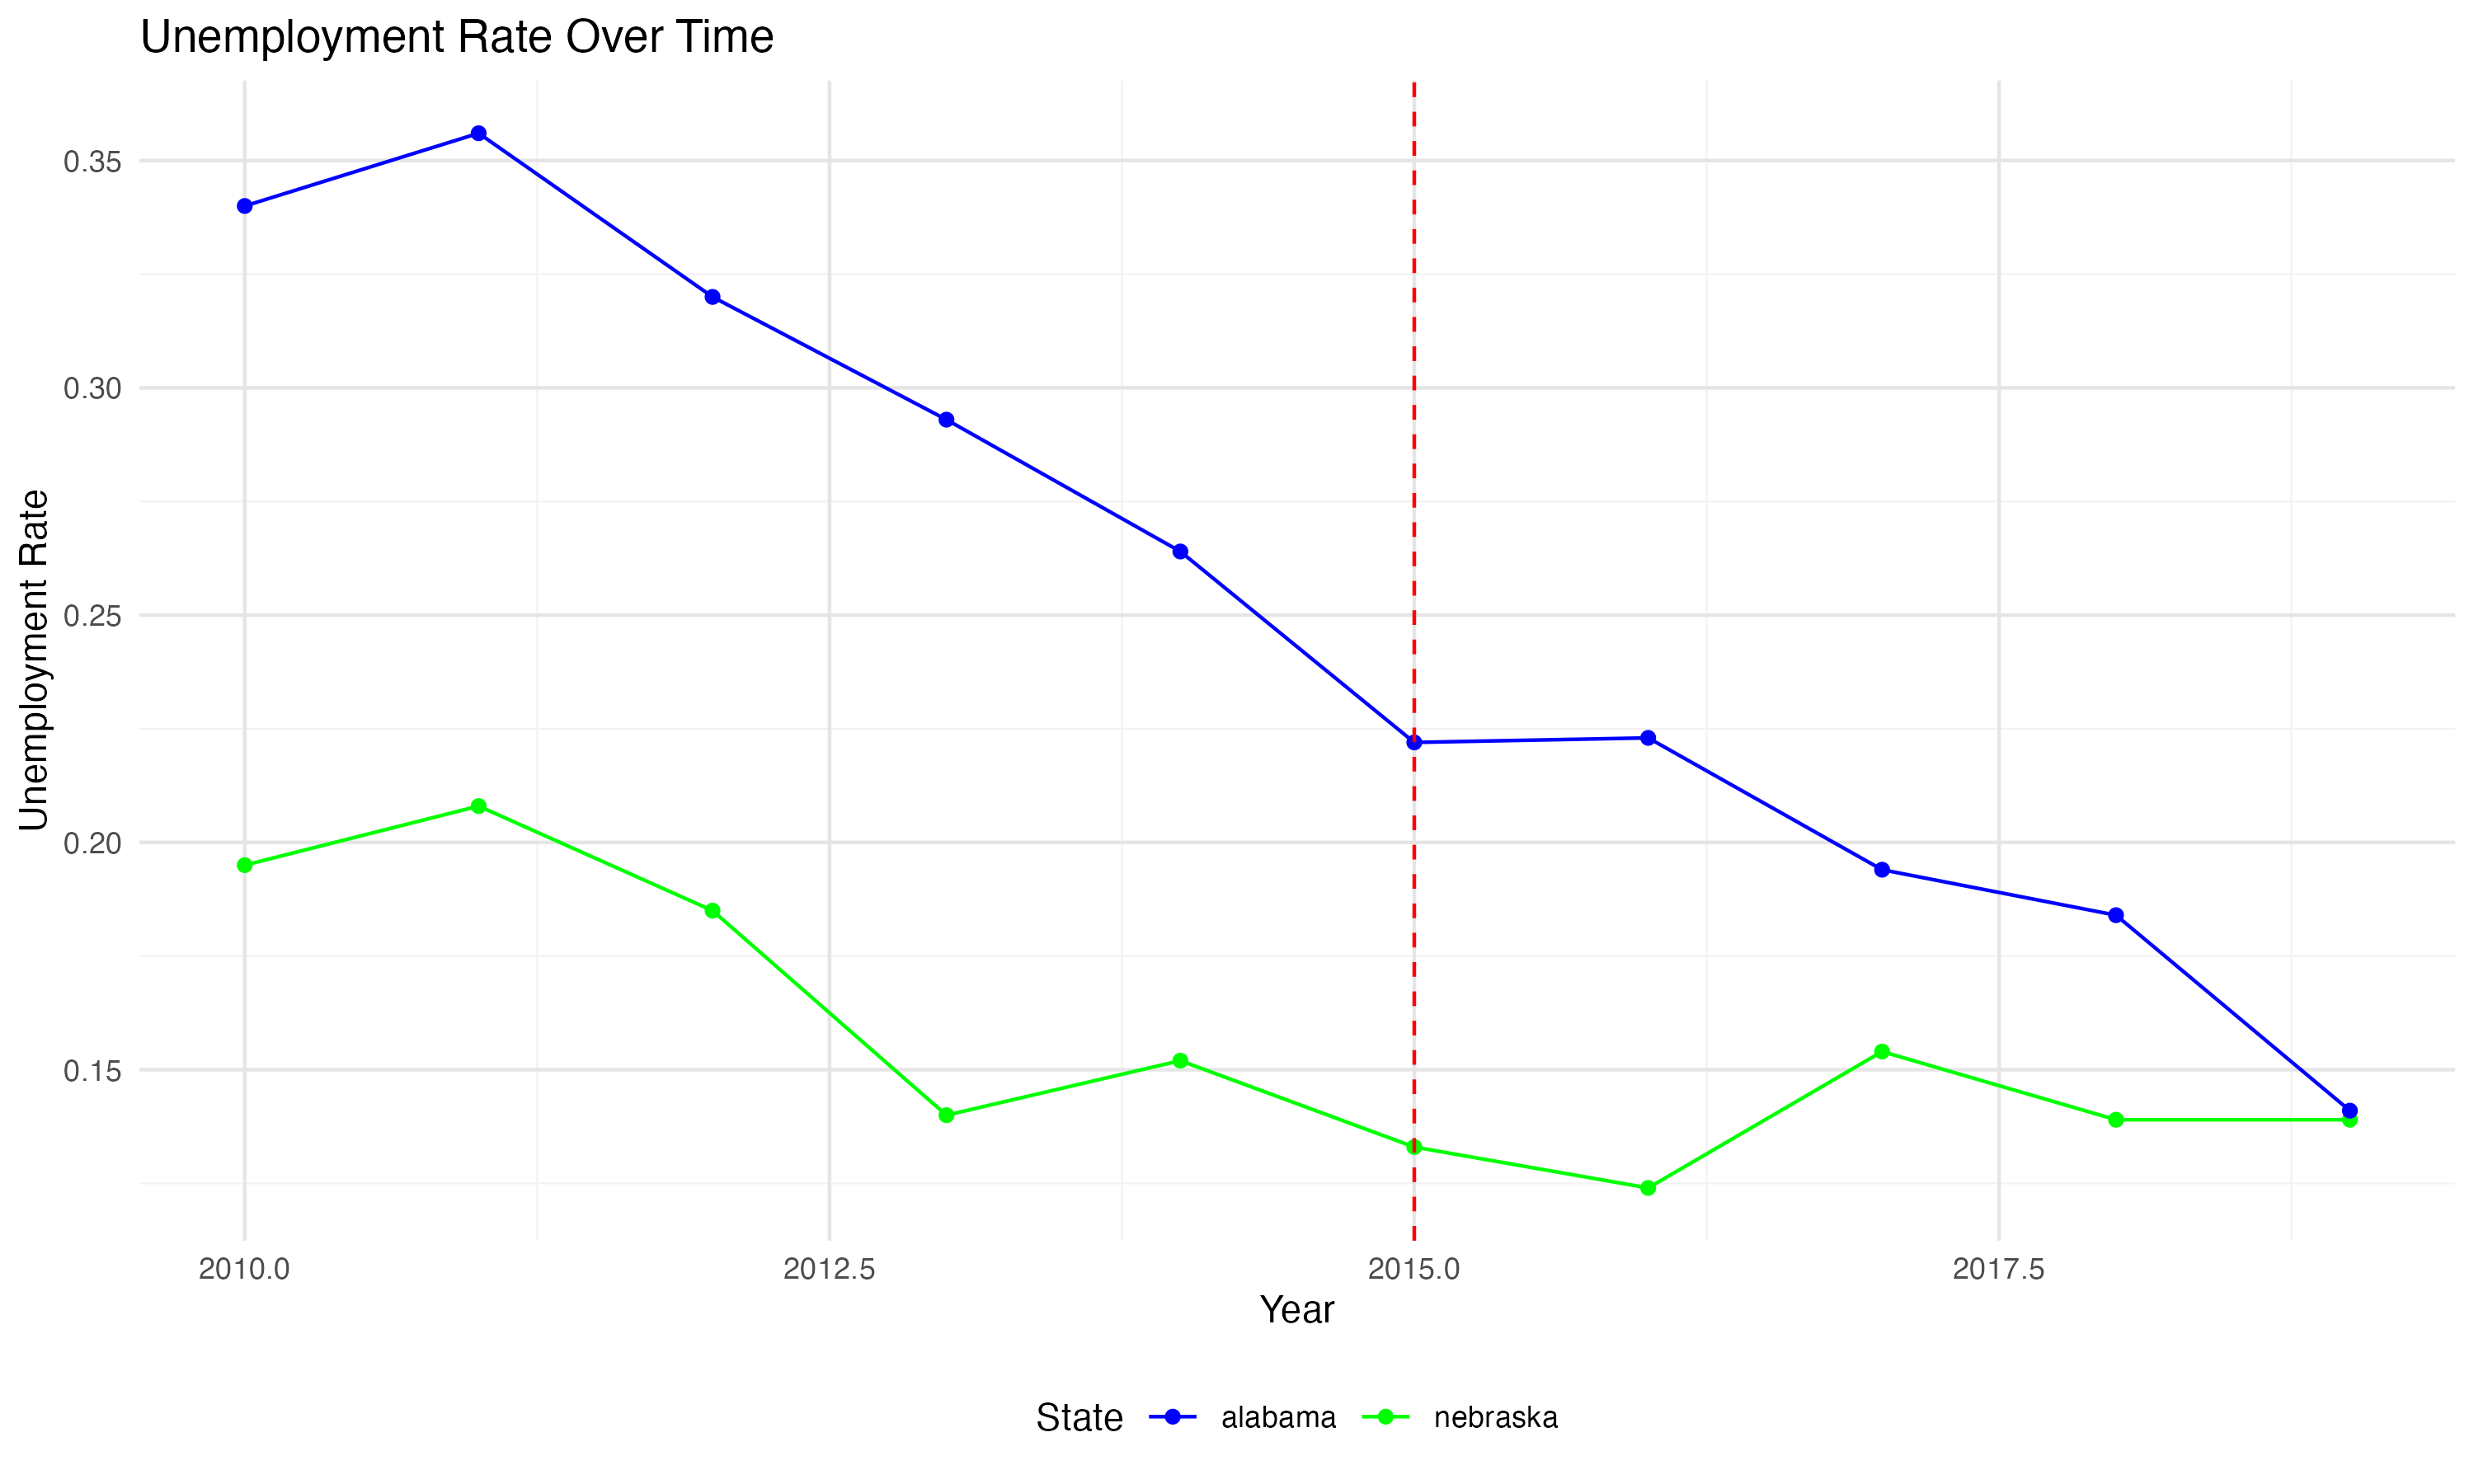 Unemployment Rate Over Time
Unemployment Rate
0.35
0.30
0.25
0.20
0.15
2010.0 2012.5 2015.0 2017.5
Year
State alabama nebraska